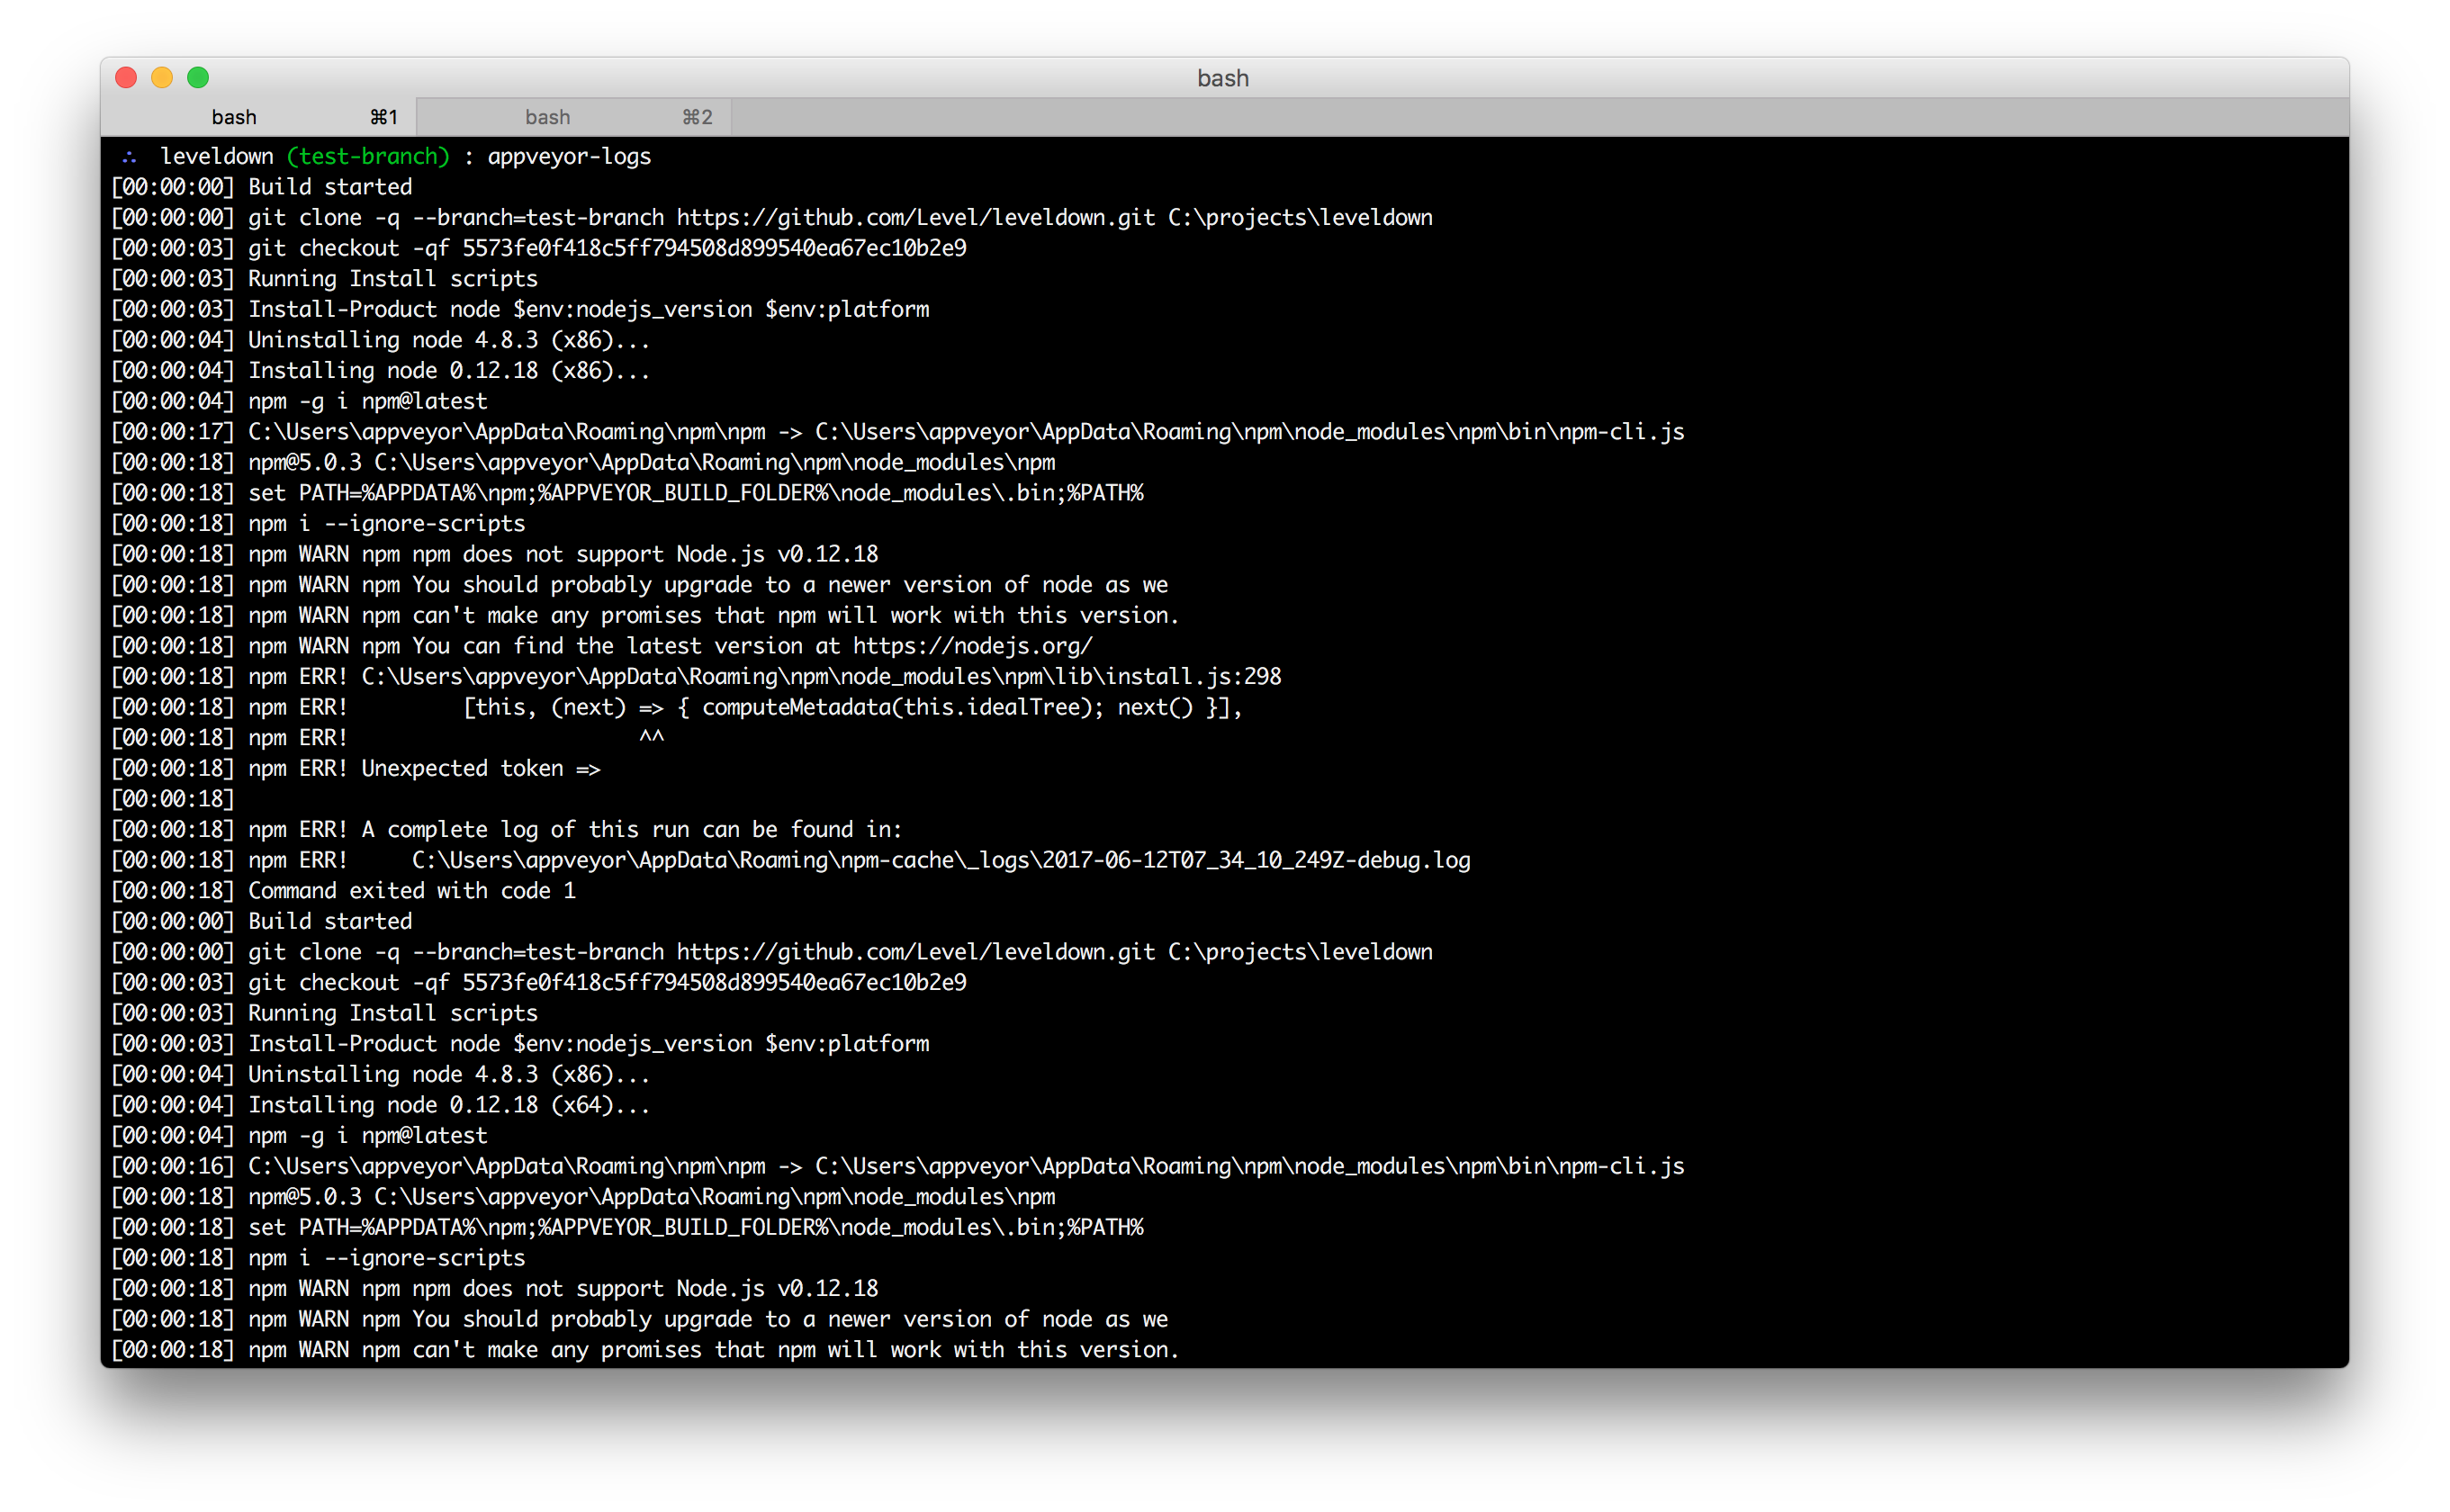 bash
bash ⌘1 bash ⌘2
∴ leveldown (test-branch) : appveyor-logs
[00:00:00] Build started
[00:00:00] git clone -q --branch=test-branch https://github.com/Level/leveldown.git C:\projects\leveldown
[00:00:03] git checkout -qf 5573fe0f418c5ff794508d899540ea67ec10b2e9
[00:00:03] Running Install scripts
[00:00:03] Install-Product node $env:nodejs_version $env:platform
[00:00:04] Uninstalling node 4.8.3 (x86)...
[00:00:04] Installing node 0.12.18 (x86)...
[00:00:04] npm -g i npm@latest
[00:00:17] C:\Users\appveyor\AppData\Roaming\npm\npm -> C:\Users\appveyor\AppData\Roaming\npm\node_modules\npm\bin\npm-cli.js
[00:00:18] npm@5.0.3 C:\Users\appveyor\AppData\Roaming\npm\node_modules\npm
[00:00:18] set PATH=%APPDATA%\npm;%APPVEYOR_BUILD_FOLDER%\node_modules\.bin;%PATH%
[00:00:18] npm i --ignore-scripts
[00:00:18] npm WARN npm npm does not support Node.js v0.12.18
[00:00:18] npm WARN npm You should probably upgrade to a newer version of node as we
[00:00:18] npm WARN npm can't make any promises that npm will work with this version.
[00:00:18] npm WARN npm You can find the latest version at https://nodejs.org/
[00:00:18] npm ERR! C:\Users\appveyor\AppData\Roaming\npm\node_modules\npm\lib\install.js:298
[00:00:18] npm ERR!         [this, (next) => { computeMetadata(this.idealTree); next() }],
[00:00:18] npm ERR!                       ^^
[00:00:18] npm ERR! Unexpected token =>
[00:00:18]
[00:00:18] npm ERR! A complete log of this run can be found in:
[00:00:18] npm ERR!     C:\Users\appveyor\AppData\Roaming\npm-cache\_logs\2017-06-12T07_34_10_249Z-debug.log
[00:00:18] Command exited with code 1
[00:00:00] Build started
[00:00:00] git clone -q --branch=test-branch https://github.com/Level/leveldown.git C:\projects\leveldown
[00:00:03] git checkout -qf 5573fe0f418c5ff794508d899540ea67ec10b2e9
[00:00:03] Running Install scripts
[00:00:03] Install-Product node $env:nodejs_version $env:platform
[00:00:04] Uninstalling node 4.8.3 (x86)...
[00:00:04] Installing node 0.12.18 (x64)...
[00:00:04] npm -g i npm@latest
[00:00:16] C:\Users\appveyor\AppData\Roaming\npm\npm -> C:\Users\appveyor\AppData\Roaming\npm\node_modules\npm\bin\npm-cli.js
[00:00:18] npm@5.0.3 C:\Users\appveyor\AppData\Roaming\npm\node_modules\npm
[00:00:18] set PATH=%APPDATA%\npm;%APPVEYOR_BUILD_FOLDER%\node_modules\.bin;%PATH%
[00:00:18] npm i --ignore-scripts
[00:00:18] npm WARN npm npm does not support Node.js v0.12.18
[00:00:18] npm WARN npm You should probably upgrade to a newer version of node as we
[00:00:18] npm WARN npm can't make any promises that npm will work with this version.